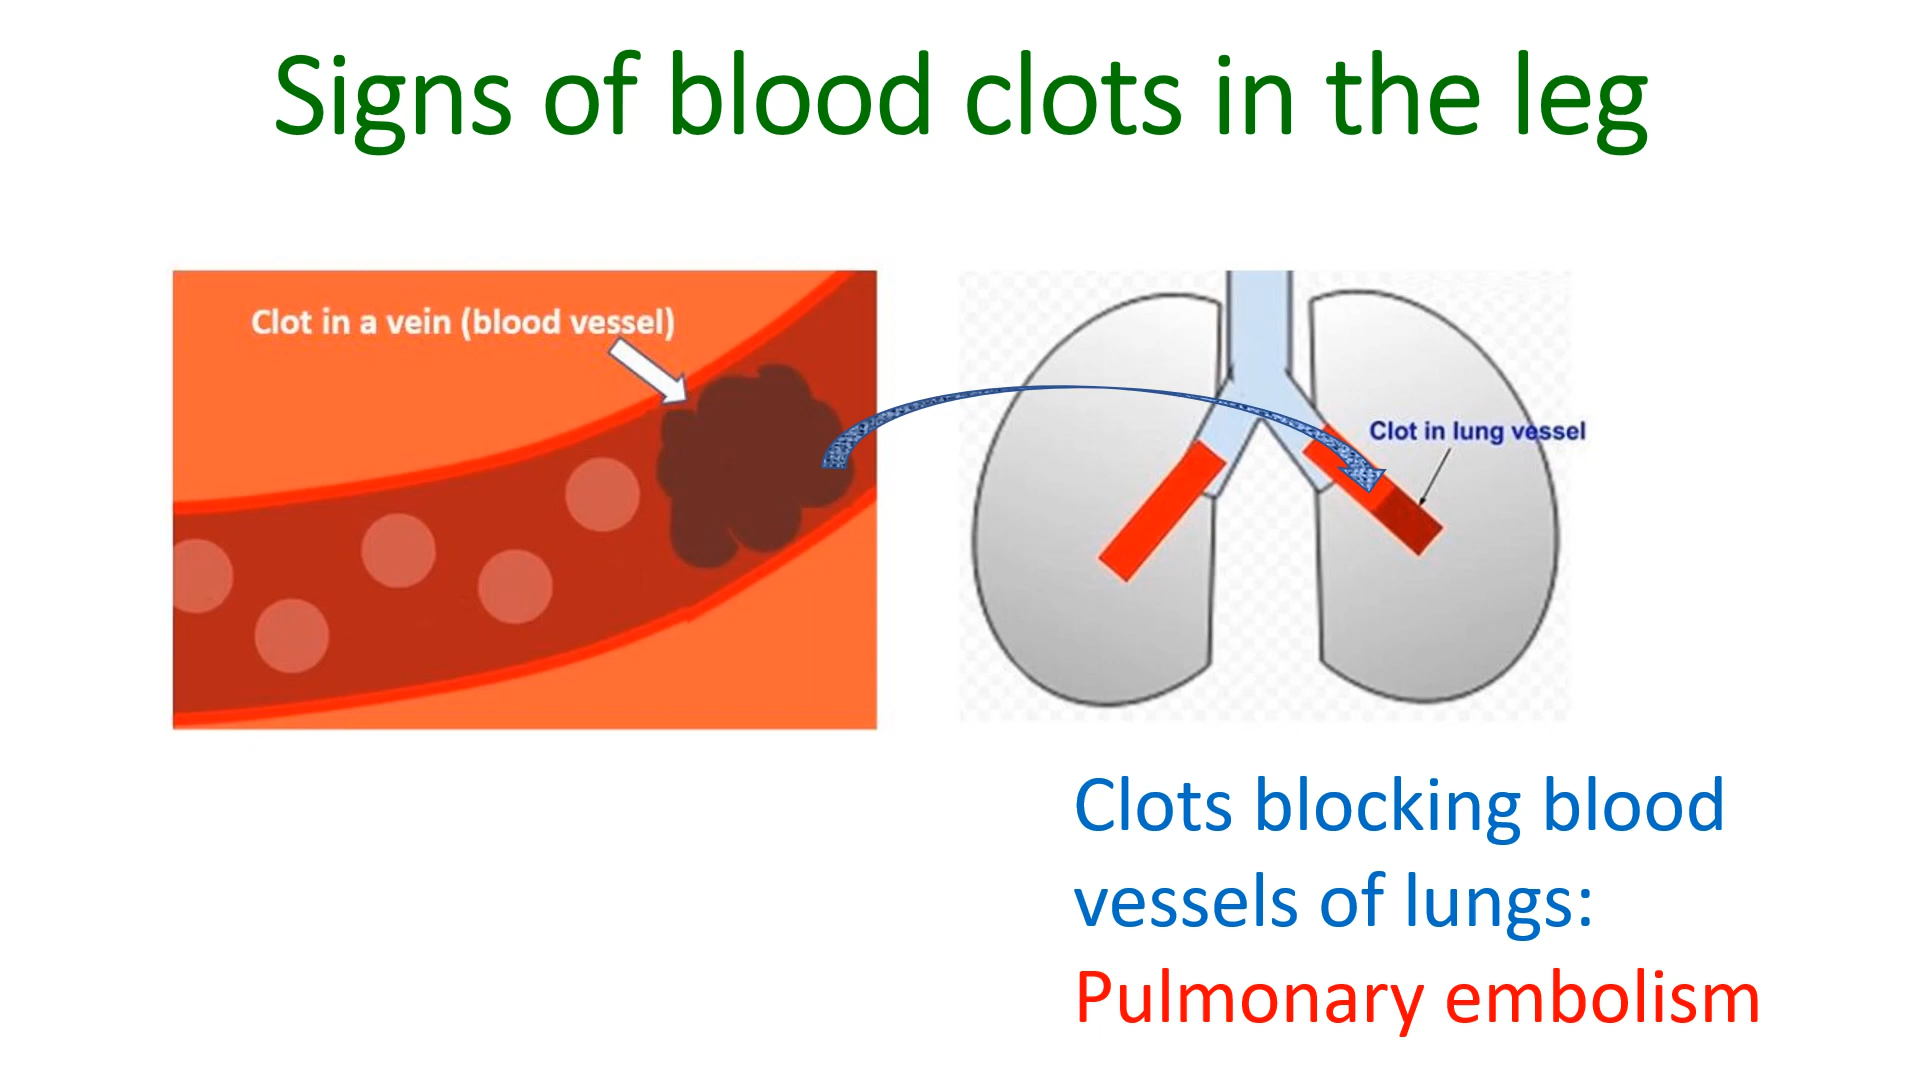 Signs of blood clots in the leg
Clot in a vein (blood vessel)
Clot in lung vessel
Clots blocking blood
vessels of lungs:
Pulmonary embolism